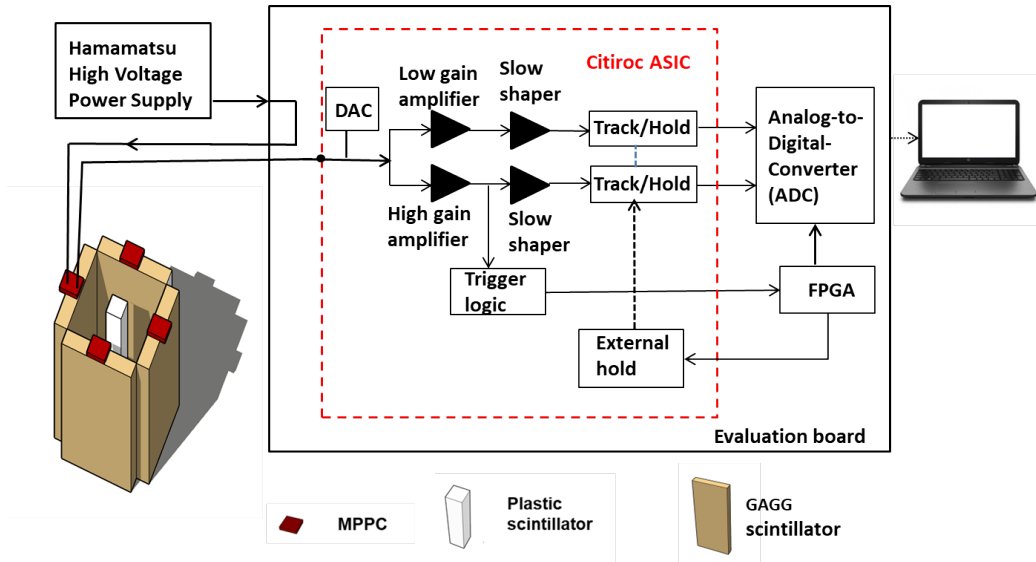 Hamamatsu
High Voltage
Power Supply
Citiroc ASIC
DAC
Low gain
amplifier
Slow
shaper
Track/Hold
High gain
amplifier
Slow
shaper
Track/Hold
Analog-to-
Digital-
Converter
(ADC)
Trigger
logic
FPGA
External
hold
Evaluation board
MPPC
Plastic
scintillator
GAGG
scintillator